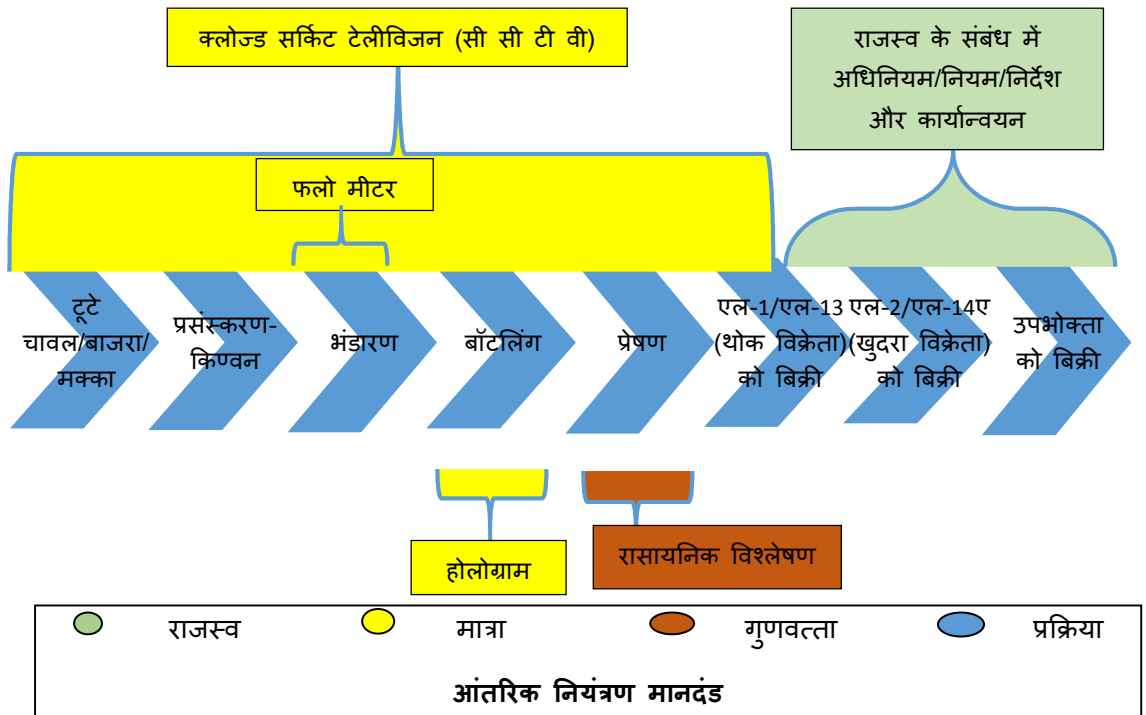 क्लोज्ड सर्किट टेलीविजन (सी सी टी वी)
राजस्व के संबंध में
अधिनियम/नियम/निर्देश
और कार्यान्वयन
फलो मीटर
टूटे
चावल/बाजरा/
मक्का
प्रसंस्करण-
किण्वन
भंडारण
बॉटलिंग
प्रेषण
एल-1/एल-13
(थोक विक्रेता)
को बिक्री
एल-2/एल-14ए
(खुदरा विक्रेता)
को बिक्री
उपभोक्ता
को बिक्री
होलोग्राम
रासायनिक विश्लेषण
राजस्व
मात्रा
गुणवत्ता
प्रक्रिया
आंतरिक नियंत्रण मानदंड